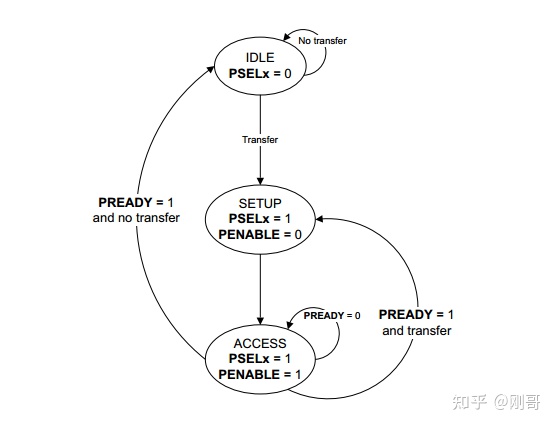 No transfer
IDLE
PSELx = 0
Transfer
PREADY = 1
and no transfer
SETUP
PSELx = 1
PENABLE = 0
PREADY = 0
PREADY = 1
and transfer
ACCESS
PSELx = 1
PENABLE = 1
知乎 @刚哥